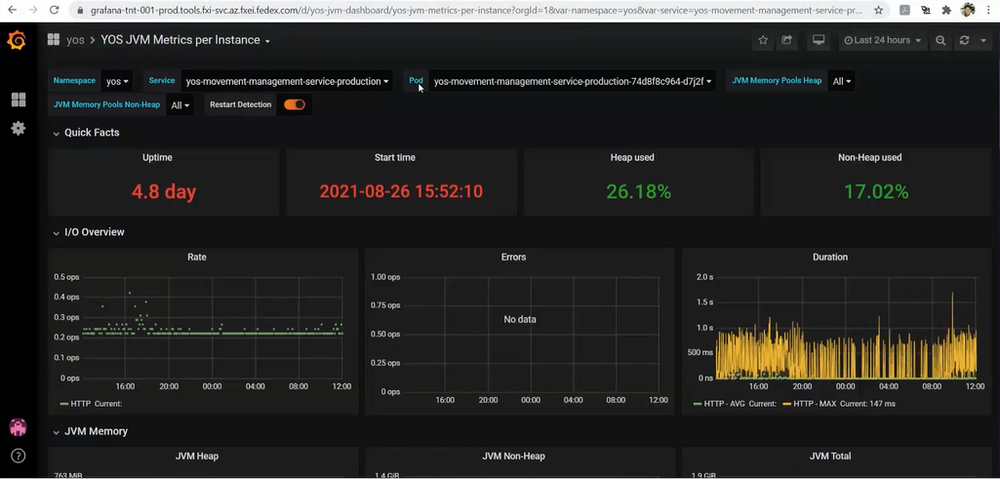 grafana-tnt-001-prod.tools.fxi-svc.az.fxei.fedex.com/d/yos-jvm-dashboard/yos-jvm-metrics-per-instance?orgId=1&var-namespace=yos&var-service=yos-movement-management-service-pr...
yos > YOS JVM Metrics per Instance
Last 24 hours
Namespace yos Service yos-movement-management-service-production Pod yos-movement-management-service-production-74d8f8c964-d7j2f JVM Memory Pools Heap All
JVM Memory Pools Non-Heap All Restart Detection
Quick Facts
Uptime
4.8 day
Start time
2021-08-26 15:52:10
Heap used
26.18%
Non-Heap used
17.02%
I/O Overview
Rate
0.5 ops
0.4 ops
0.3 ops
0.2 ops
0.1 ops
0 ops
16:00 20:00 00:00 04:00 08:00 12:00
HTTP Current:
Errors
1.00 ops
0.75 ops
0.50 ops
0.25 ops
0 ops
No data
16:00 20:00 00:00 04:00 08:00 12:00
Duration
2.0 s
1.5 s
1.0 s
500 ms
0 ns
16:00 20:00 00:00 04:00 08:00 12:00
HTTP - AVG Current: HTTP - MAX Current: 147 ms
JVM Memory
JVM Heap
763 MiB
JVM Non-Heap
1.4 GiB
JVM Total
1.9 GiB